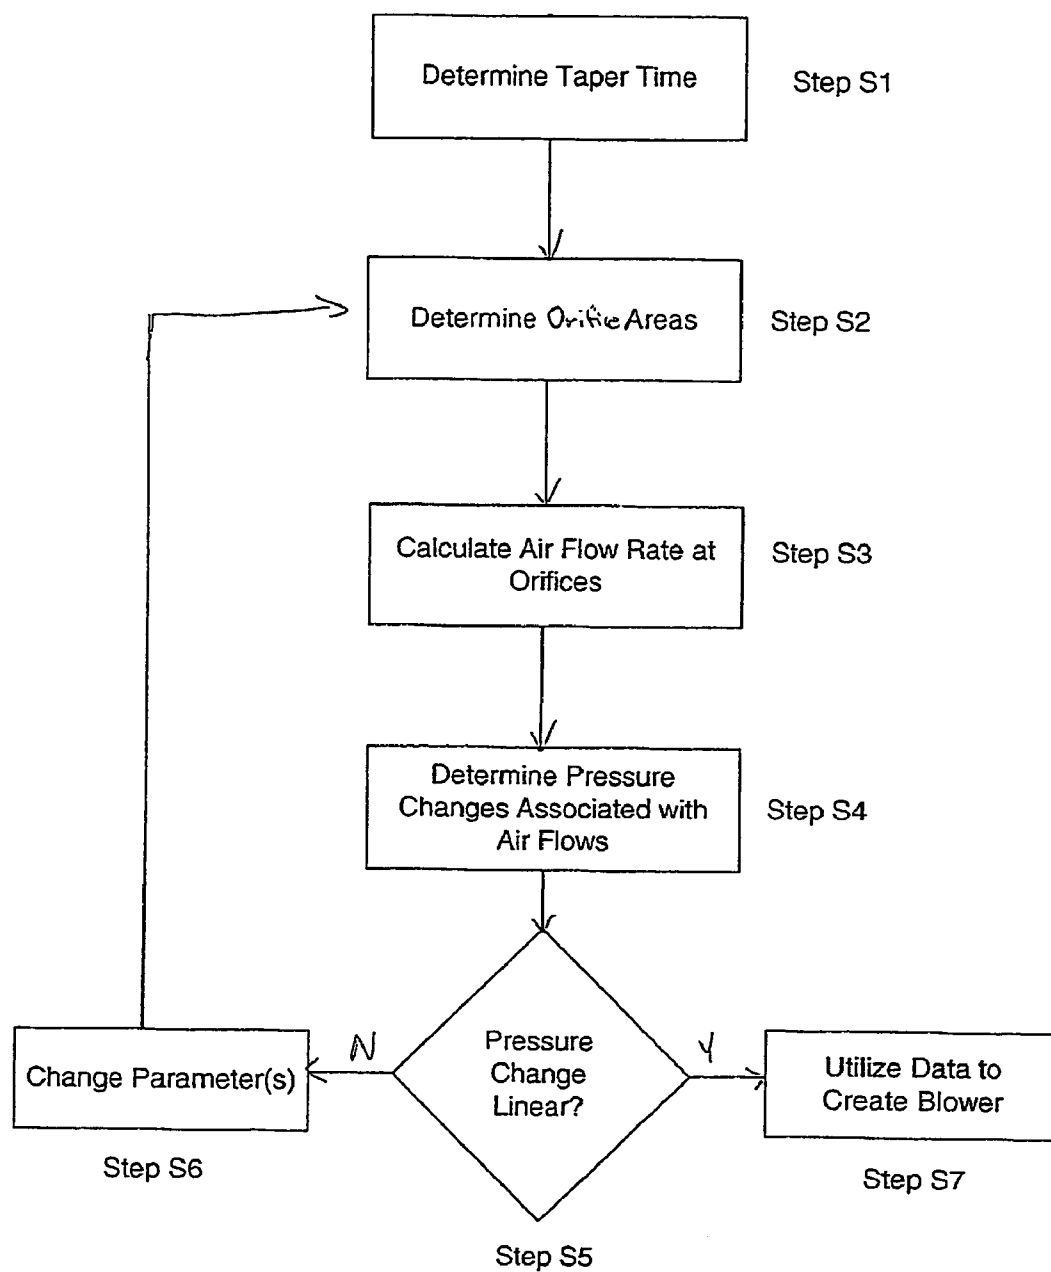 Determine Taper Time
Step S1
Determine Orifice Areas
Step S2
Calculate Air Flow Rate at
Orifices
Step S3
Determine Pressure
Changes Associated with
Air Flows
Step S4
N
Pressure
Change
Linear?
Y
Change Parameter(s)
Utilize Data to
Create Blower
Step S6
Step S7
Step S5